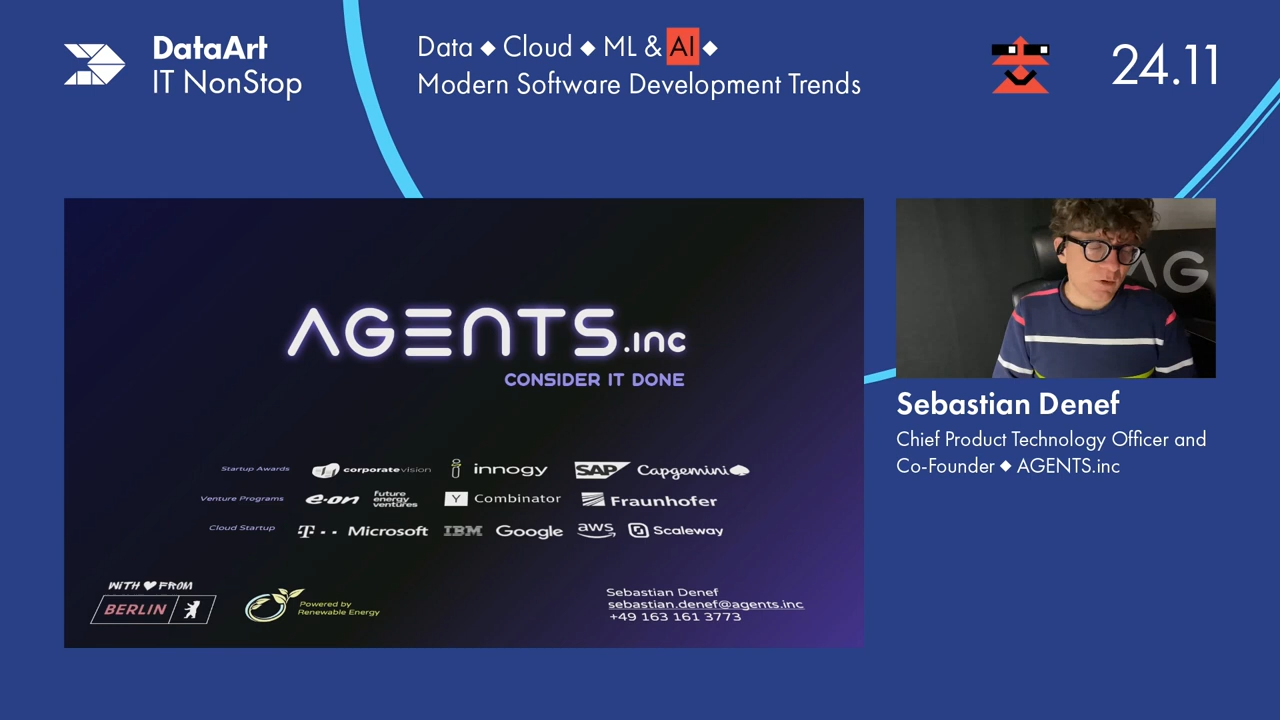 DataArt
IT NonStop
Data ◆ Cloud ◆ ML & AI ◆
Modern Software Development Trends
24.11
AGENTS.inc
CONSIDER IT DONE
Startup Awards corporatevision innogy SAP Capgemini
Venture Programs e·on future energy ventures Y Combinator Fraunhofer
Cloud Startup T·· Microsoft IBM Google aws Scaleway
WITH ❤ FROM
BERLIN
Powered by
Renewable Energy
Sebastian Denef
sebastian.denef@agents.inc
+49 163 161 3773
AG
Sebastian Denef
Chief Product Technology Officer and
Co-Founder ◆ AGENTS.inc